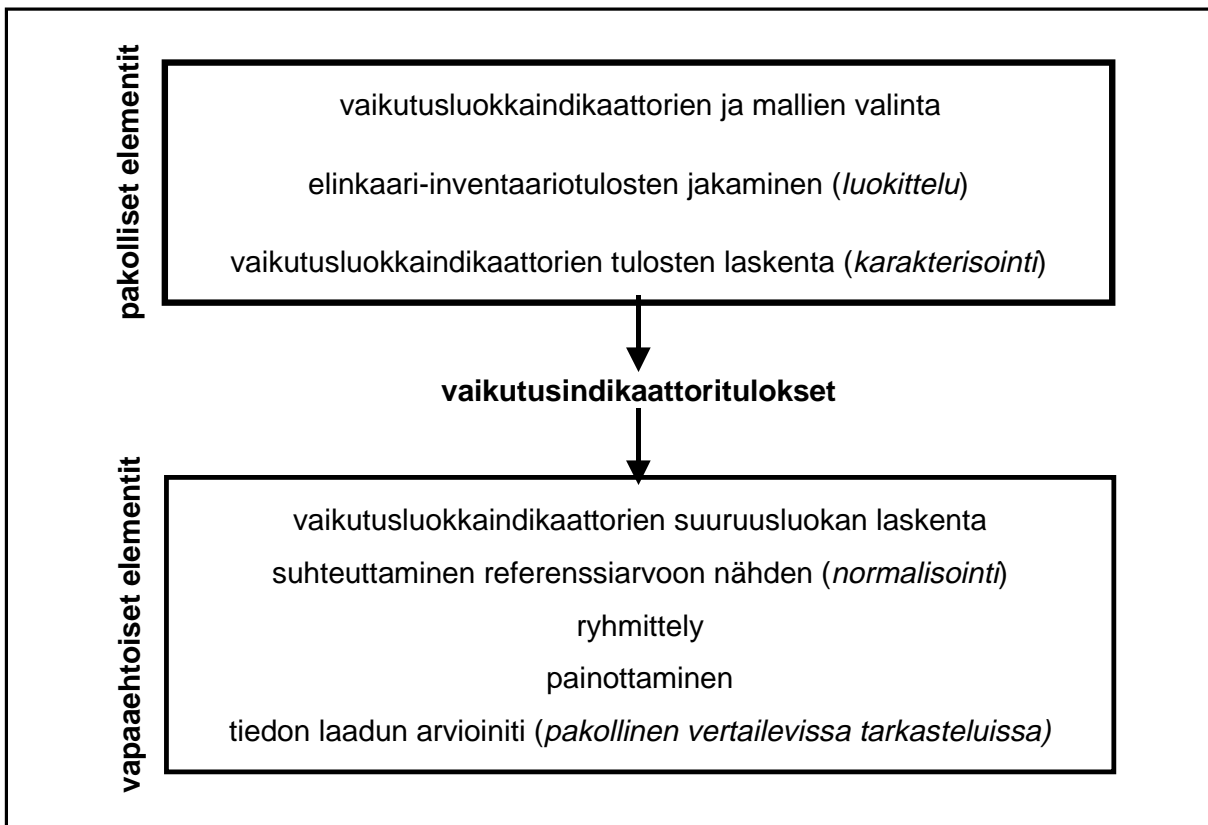 pakolliset elementit
vaikutusluokkaindikaattorien ja mallien valinta
elinkaari-inventaariotulosten jakaminen (luokittelu)
vaikutusluokkaindikaattorien tulosten laskenta (karakterisointi)
vaikutusindikaattoritulokset
vapaaehtoiset elementit
vaikutusluokkaindikaattorien suuruusluokan laskenta
suhteuttaminen referenssiarvoon nähden (normalisointi)
ryhmittely
painottaminen
tiedon laadun arvioiniti (pakollinen vertailevissa tarkasteluissa)